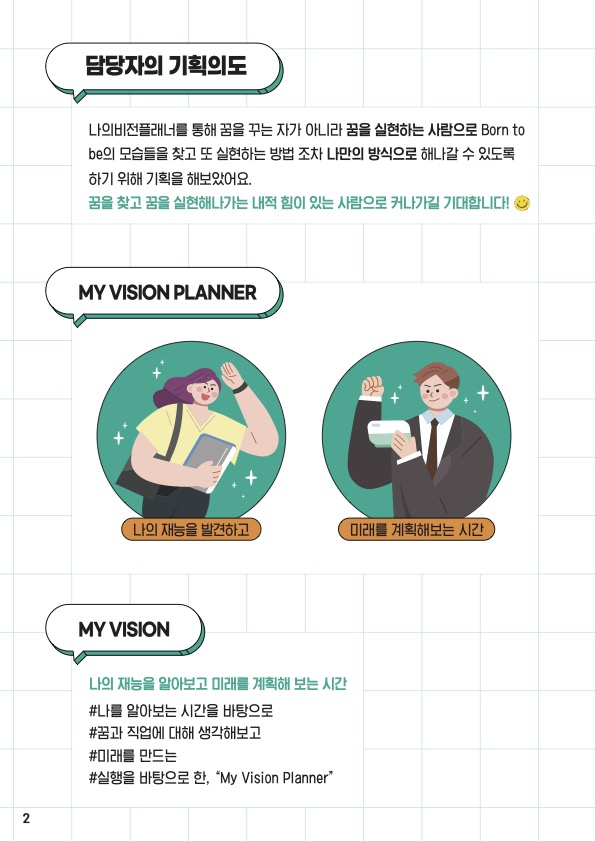 담당자의 기획의도
나의비전플래너를 통해 꿈을 꾸는 자가 아니라 꿈을 실현하는 사람으로 Born to
be의 모습들을 찾고 또 실현하는 방법 조차 나만의 방식으로 해나갈 수 있도록
하기 위해 기획을 해보았어요.
꿈을 찾고 꿈을 실현해나가는 내적 힘이 있는 사람으로 커나가길 기대합니다!
MY VISION PLANNER
나의 재능을 발견하고
미래를 계획해보는 시간
MY VISION
나의 재능을 알아보고 미래를 계획해 보는 시간
#나를 알아보는 시간을 바탕으로
#꿈과 직업에 대해 생각해보고
#미래를 만드는
#실행을 바탕으로 한, “My Vision Planner”
2